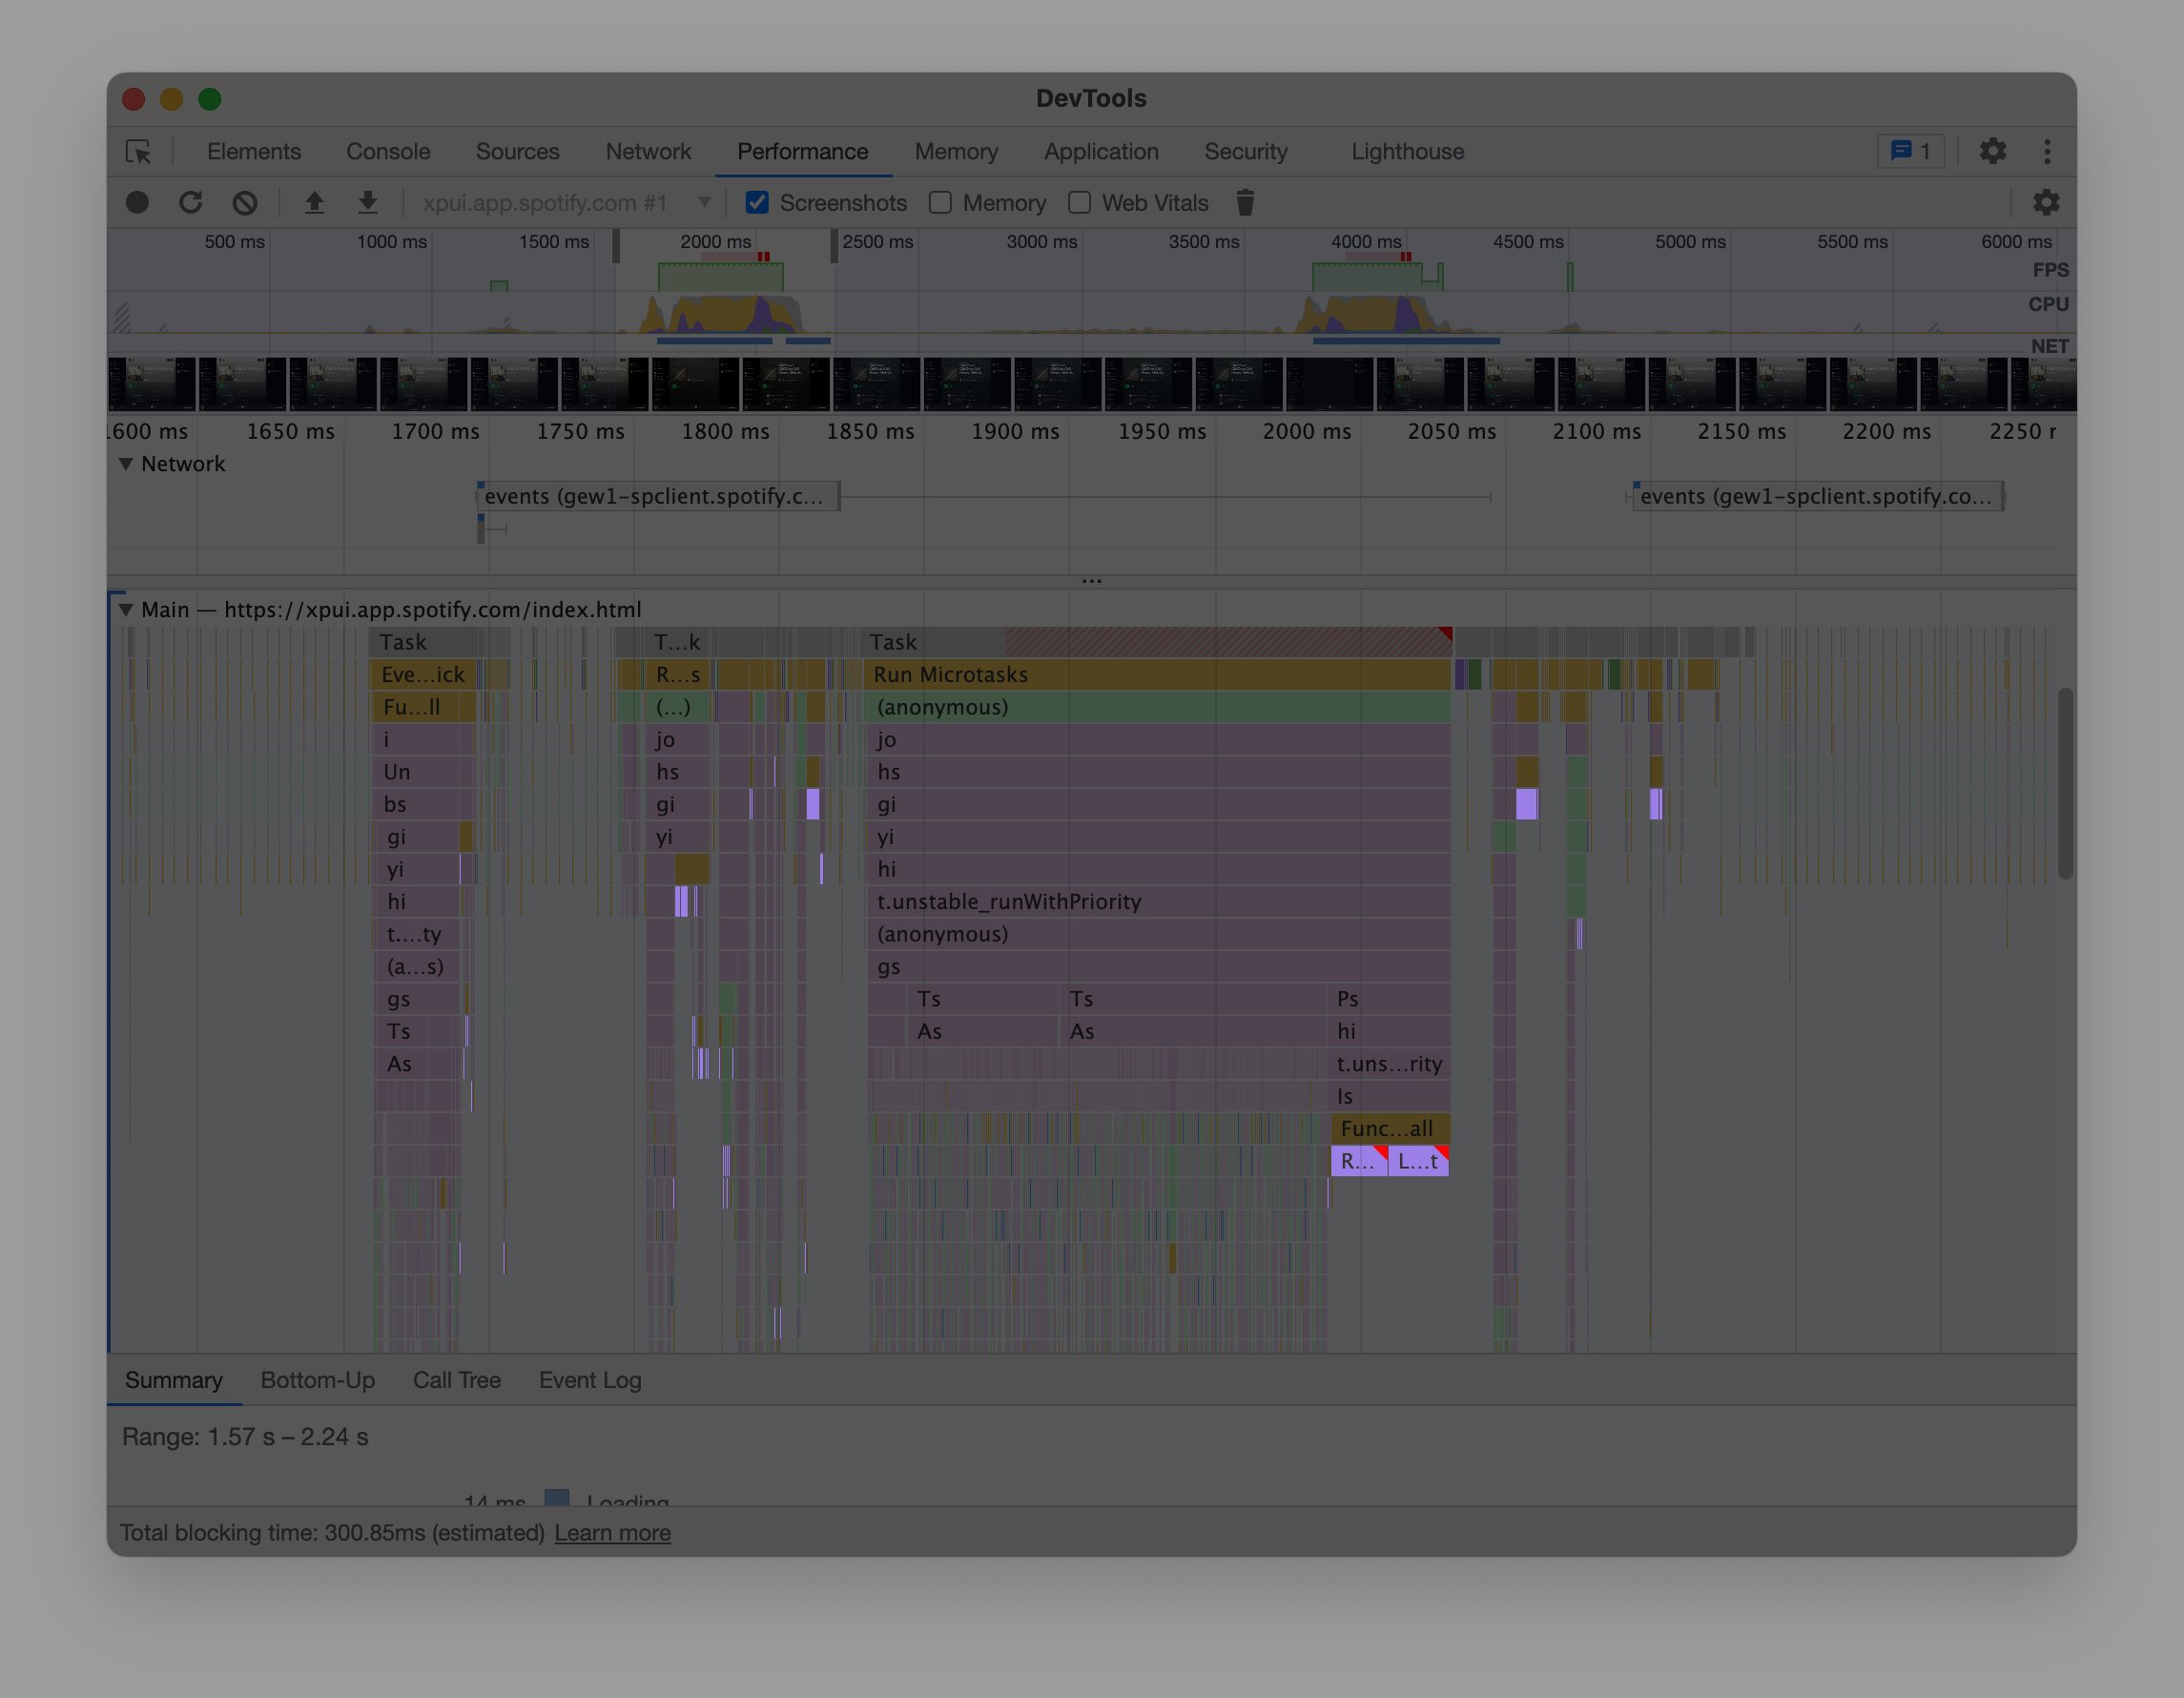 DevTools
Elements Console Sources Network Performance Memory Application Security Lighthouse 1
xpui.app.spotify.com #1 Screenshots Memory Web Vitals
500 ms 1000 ms 1500 ms 2000 ms 2500 ms 3000 ms 3500 ms 4000 ms 4500 ms 5000 ms 5500 ms 6000 ms
FPS
CPU
NET
1600 ms 1650 ms 1700 ms 1750 ms 1800 ms 1850 ms 1900 ms 1950 ms 2000 ms 2050 ms 2100 ms 2150 ms 2200 ms 2250 r
Network
events (gew1-spclient.spotify.c… events (gew1-spclient.spotify.co…
…
Main — https://xpui.app.spotify.com/index.html
Task T…k Task
Eve…ick R…s Run Microtasks
Fu…ll (…) (anonymous)
i jo jo
Un hs hs
bs gi gi
gi yi yi
yi hi
hi t.unstable_runWithPriority
t.…ty (anonymous)
(a…s) gs
gs Ts Ts Ps
Ts As As hi
As t.uns…rity
ls
Func…all
R… L…t
Summary Bottom-Up Call Tree Event Log
Range: 1.57 s – 2.24 s
14 ms Loading
Total blocking time: 300.85ms (estimated) Learn more